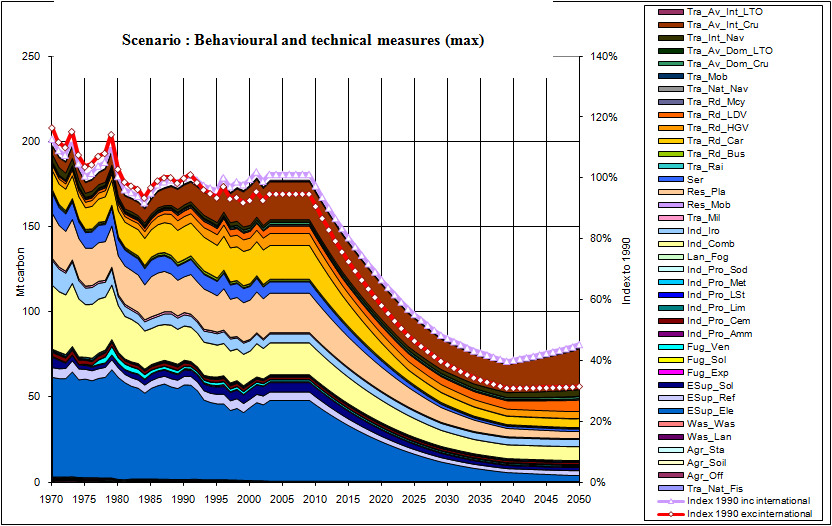 Scenario : Behavioural and technical measures (max)
250
200
150
100
50
0
Mt carbon
140%
120%
100%
80%
60%
40%
20%
0%
Index to 1990
1970 1975 1980 1985 1990 1995 2000 2005 2010 2015 2020 2025 2030 2035 2040 2045 2050
Tra_Av_Int_LTO
Tra_Av_Int_Cru
Tra_Int_Nav
Tra_Av_Dom_LTO
Tra_Av_Dom_Cru
Tra_Mob
Tra_Nat_Nav
Tra_Rd_Mcy
Tra_Rd_LDV
Tra_Rd_HGV
Tra_Rd_Car
Tra_Rd_Bus
Tra_Rai
Ser
Res_Pla
Res_Mob
Tra_Mil
Ind_Iro
Ind_Comb
Lan_Fog
Ind_Pro_Sod
Ind_Pro_Met
Ind_Pro_LSt
Ind_Pro_Lim
Ind_Pro_Cem
Ind_Pro_Amm
Fug_Ven
Fug_Sol
Fug_Exp
ESup_Sol
ESup_Ref
ESup_Ele
Was_Was
Was_Lan
Agr_Sta
Agr_Soil
Agr_Off
Tra_Nat_Fis
Index 1990 inc international
Index 1990 exc international